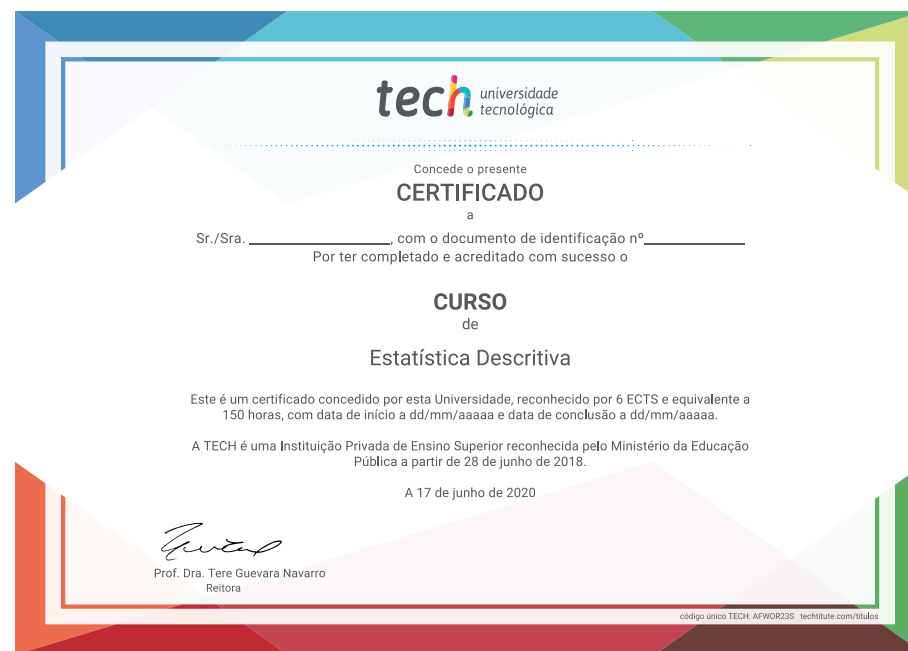 tech universidade
tecnológica
Concede o presente
CERTIFICADO
a
Sr./Sra. ____________________, com o documento de identificação nº______________
Por ter completado e acreditado com sucesso o
CURSO
de
Estatística Descritiva
Este é um certificado concedido por esta Universidade, reconhecido por 6 ECTS e equivalente a
150 horas, com data de início a dd/mm/aaaaa e data de conclusão a dd/mm/aaaaa.
A TECH é uma Instituição Privada de Ensino Superior reconhecida pelo Ministério da Educação
Pública a partir de 28 de junho de 2018.
A 17 de junho de 2020
Prof. Dra. Tere Guevara Navarro
Reitora
código único TECH: AFWOR23S techtitute.com/titulos